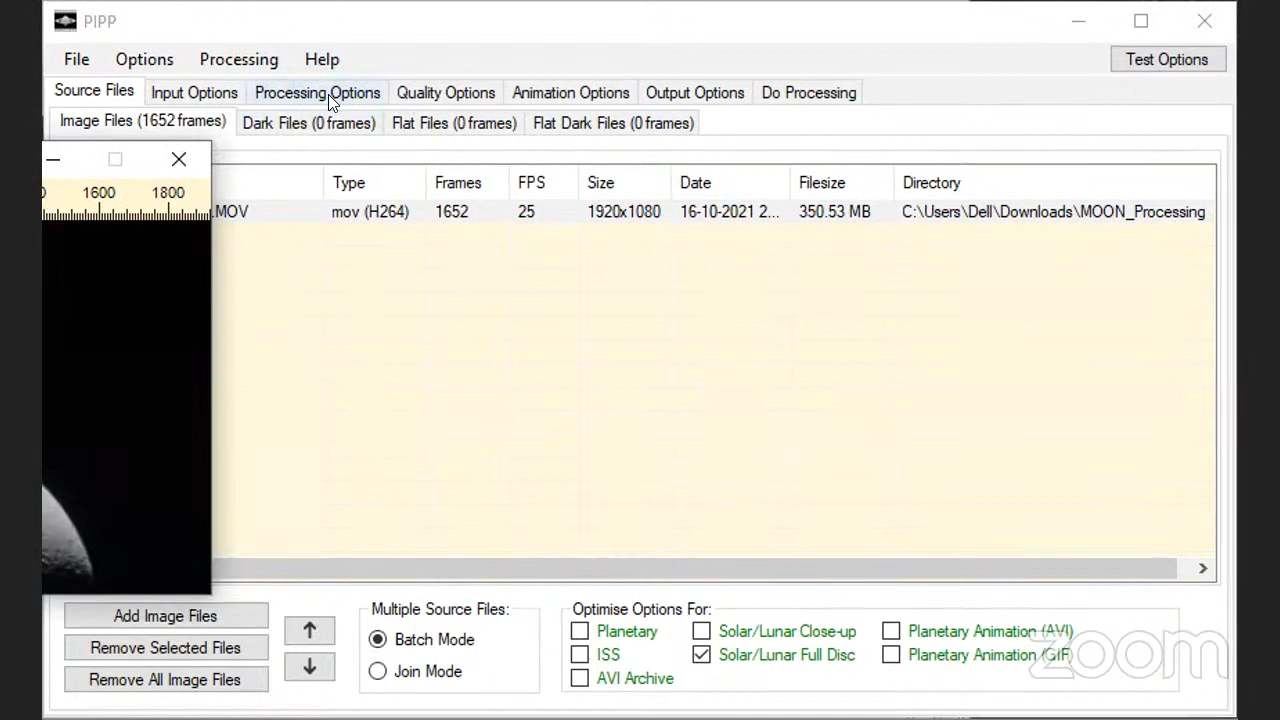 PIPP
File Options Processing Help Test Options
Source Files Input Options Processing Options Quality Options Animation Options Output Options Do Processing
Image Files (1652 frames) Dark Files (0 frames) Flat Files (0 frames) Flat Dark Files (0 frames)
0 1600 1800
Type Frames FPS Size Date Filesize Directory
.MOV mov (H264) 1652 25 1920x1080 16-10-2021 2... 350.53 MB C:\Users\Dell\Downloads\MOON_Processing
Add Image Files
Remove Selected Files
Remove All Image Files
Multiple Source Files:
Batch Mode
Join Mode
Optimise Options For:
Planetary Solar/Lunar Close-up Planetary Animation (AVI)
ISS Solar/Lunar Full Disc Planetary Animation (GIF)
AVI Archive
zoom